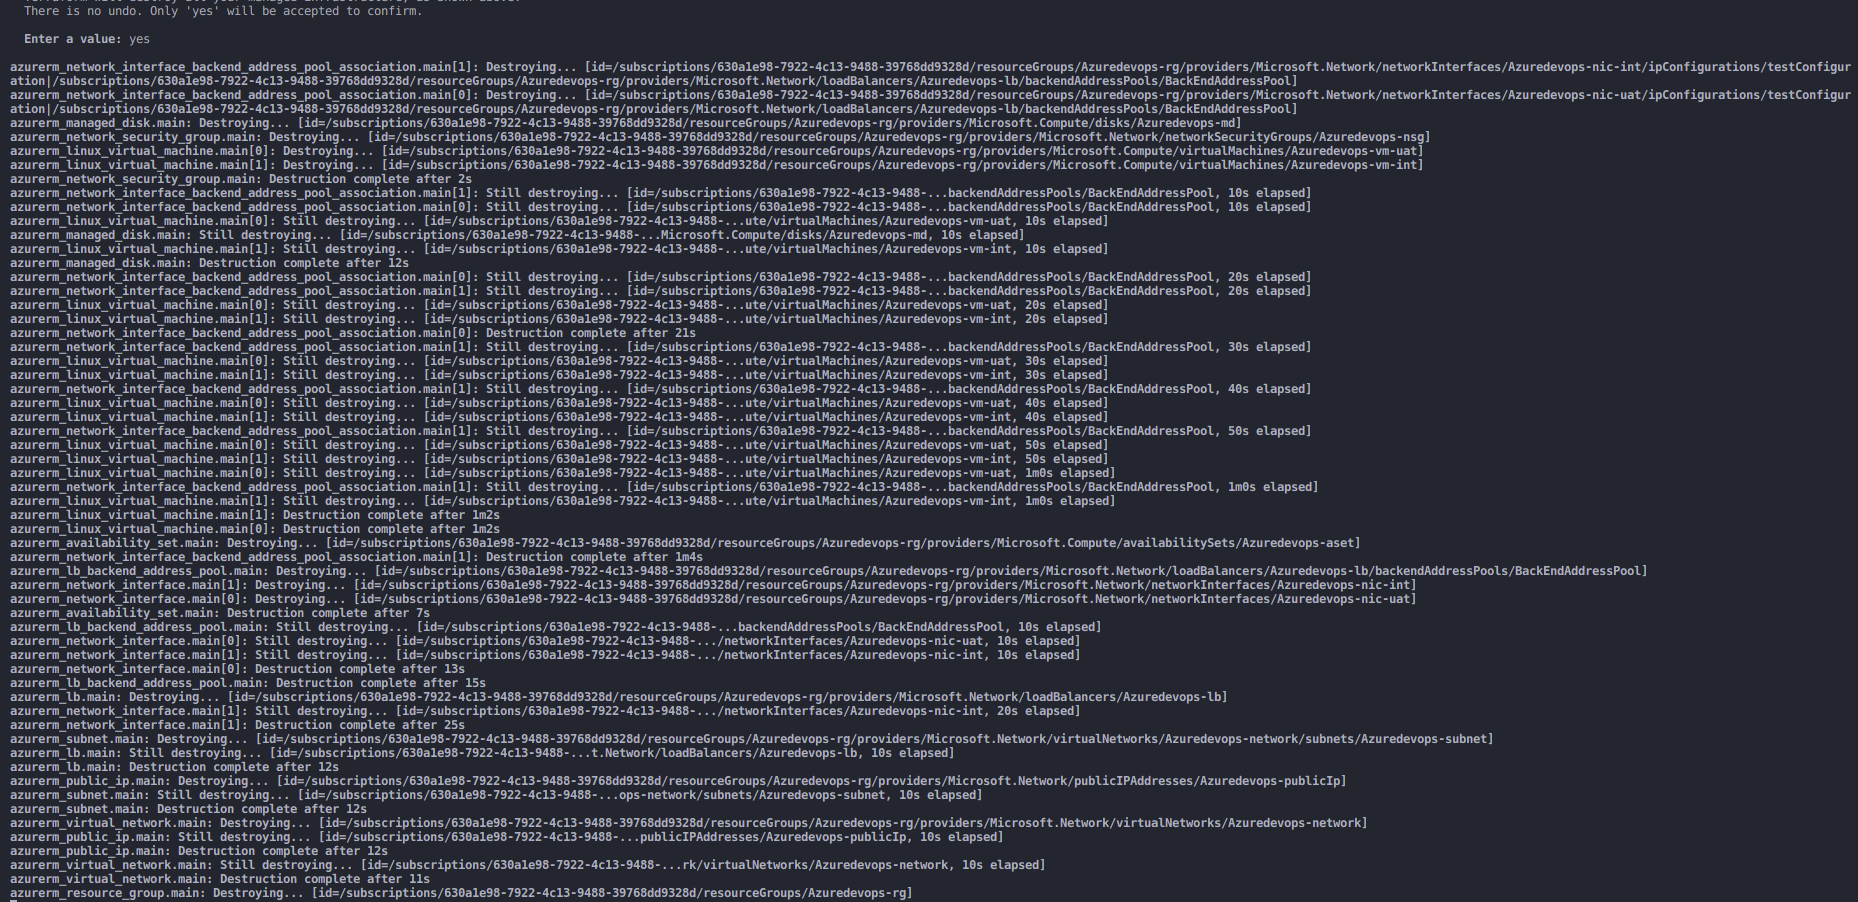 There is no undo. Only 'yes' will be accepted to confirm.
Enter a value: yes
azurerm_network_interface_backend_address_pool_association.main[1]: Destroying... [id=/subscriptions/630a1e98-7922-4c13-9488-39768dd9328d/resourceGroups/Azuredevops-rg/providers/Microsoft.Network/networkInterfaces/Azuredevops-nic-int/ipConfigurations/testConfigur
ation|/subscriptions/630a1e98-7922-4c13-9488-39768dd9328d/resourceGroups/Azuredevops-rg/providers/Microsoft.Network/loadBalancers/Azuredevops-lb/backendAddressPools/BackEndAddressPool]
azurerm_network_interface_backend_address_pool_association.main[0]: Destroying... [id=/subscriptions/630a1e98-7922-4c13-9488-39768dd9328d/resourceGroups/Azuredevops-rg/providers/Microsoft.Network/networkInterfaces/Azuredevops-nic-uat/ipConfigurations/testConfigur
ation|/subscriptions/630a1e98-7922-4c13-9488-39768dd9328d/resourceGroups/Azuredevops-rg/providers/Microsoft.Network/loadBalancers/Azuredevops-lb/backendAddressPools/BackEndAddressPool]
azurerm_managed_disk.main: Destroying... [id=/subscriptions/630a1e98-7922-4c13-9488-39768dd9328d/resourceGroups/Azuredevops-rg/providers/Microsoft.Compute/disks/Azuredevops-md]
azurerm_network_security_group.main: Destroying... [id=/subscriptions/630a1e98-7922-4c13-9488-39768dd9328d/resourceGroups/Azuredevops-rg/providers/Microsoft.Network/networkSecurityGroups/Azuredevops-nsg]
azurerm_linux_virtual_machine.main[0]: Destroying... [id=/subscriptions/630a1e98-7922-4c13-9488-39768dd9328d/resourceGroups/Azuredevops-rg/providers/Microsoft.Compute/virtualMachines/Azuredevops-vm-uat]
azurerm_linux_virtual_machine.main[1]: Destroying... [id=/subscriptions/630a1e98-7922-4c13-9488-39768dd9328d/resourceGroups/Azuredevops-rg/providers/Microsoft.Compute/virtualMachines/Azuredevops-vm-int]
azurerm_network_security_group.main: Destruction complete after 2s
azurerm_network_interface_backend_address_pool_association.main[1]: Still destroying... [id=/subscriptions/630a1e98-7922-4c13-9488-...backendAddressPools/BackEndAddressPool, 10s elapsed]
azurerm_network_interface_backend_address_pool_association.main[0]: Still destroying... [id=/subscriptions/630a1e98-7922-4c13-9488-...backendAddressPools/BackEndAddressPool, 10s elapsed]
azurerm_linux_virtual_machine.main[0]: Still destroying... [id=/subscriptions/630a1e98-7922-4c13-9488-...ute/virtualMachines/Azuredevops-vm-uat, 10s elapsed]
azurerm_managed_disk.main: Still destroying... [id=/subscriptions/630a1e98-7922-4c13-9488-...Microsoft.Compute/disks/Azuredevops-md, 10s elapsed]
azurerm_linux_virtual_machine.main[1]: Still destroying... [id=/subscriptions/630a1e98-7922-4c13-9488-...ute/virtualMachines/Azuredevops-vm-int, 10s elapsed]
azurerm_managed_disk.main: Destruction complete after 12s
azurerm_network_interface_backend_address_pool_association.main[0]: Still destroying... [id=/subscriptions/630a1e98-7922-4c13-9488-...backendAddressPools/BackEndAddressPool, 20s elapsed]
azurerm_network_interface_backend_address_pool_association.main[1]: Still destroying... [id=/subscriptions/630a1e98-7922-4c13-9488-...backendAddressPools/BackEndAddressPool, 20s elapsed]
azurerm_linux_virtual_machine.main[0]: Still destroying... [id=/subscriptions/630a1e98-7922-4c13-9488-...ute/virtualMachines/Azuredevops-vm-uat, 20s elapsed]
azurerm_linux_virtual_machine.main[1]: Still destroying... [id=/subscriptions/630a1e98-7922-4c13-9488-...ute/virtualMachines/Azuredevops-vm-int, 20s elapsed]
azurerm_network_interface_backend_address_pool_association.main[0]: Destruction complete after 21s
azurerm_network_interface_backend_address_pool_association.main[1]: Still destroying... [id=/subscriptions/630a1e98-7922-4c13-9488-...backendAddressPools/BackEndAddressPool, 30s elapsed]
azurerm_linux_virtual_machine.main[0]: Still destroying... [id=/subscriptions/630a1e98-7922-4c13-9488-...ute/virtualMachines/Azuredevops-vm-uat, 30s elapsed]
azurerm_linux_virtual_machine.main[1]: Still destroying... [id=/subscriptions/630a1e98-7922-4c13-9488-...ute/virtualMachines/Azuredevops-vm-int, 30s elapsed]
azurerm_network_interface_backend_address_pool_association.main[1]: Still destroying... [id=/subscriptions/630a1e98-7922-4c13-9488-...backendAddressPools/BackEndAddressPool, 40s elapsed]
azurerm_linux_virtual_machine.main[0]: Still destroying... [id=/subscriptions/630a1e98-7922-4c13-9488-...ute/virtualMachines/Azuredevops-vm-uat, 40s elapsed]
azurerm_linux_virtual_machine.main[1]: Still destroying... [id=/subscriptions/630a1e98-7922-4c13-9488-...ute/virtualMachines/Azuredevops-vm-int, 40s elapsed]
azurerm_network_interface_backend_address_pool_association.main[1]: Still destroying... [id=/subscriptions/630a1e98-7922-4c13-9488-...backendAddressPools/BackEndAddressPool, 50s elapsed]
azurerm_linux_virtual_machine.main[0]: Still destroying... [id=/subscriptions/630a1e98-7922-4c13-9488-...ute/virtualMachines/Azuredevops-vm-uat, 50s elapsed]
azurerm_linux_virtual_machine.main[1]: Still destroying... [id=/subscriptions/630a1e98-7922-4c13-9488-...ute/virtualMachines/Azuredevops-vm-int, 50s elapsed]
azurerm_linux_virtual_machine.main[0]: Still destroying... [id=/subscriptions/630a1e98-7922-4c13-9488-...ute/virtualMachines/Azuredevops-vm-uat, 1m0s elapsed]
azurerm_network_interface_backend_address_pool_association.main[1]: Still destroying... [id=/subscriptions/630a1e98-7922-4c13-9488-...backendAddressPools/BackEndAddressPool, 1m0s elapsed]
azurerm_linux_virtual_machine.main[1]: Still destroying... [id=/subscriptions/630a1e98-7922-4c13-9488-...ute/virtualMachines/Azuredevops-vm-int, 1m0s elapsed]
azurerm_linux_virtual_machine.main[1]: Destruction complete after 1m2s
azurerm_linux_virtual_machine.main[0]: Destruction complete after 1m2s
azurerm_availability_set.main: Destroying... [id=/subscriptions/630a1e98-7922-4c13-9488-39768dd9328d/resourceGroups/Azuredevops-rg/providers/Microsoft.Compute/availabilitySets/Azuredevops-aset]
azurerm_network_interface_backend_address_pool_association.main[1]: Destruction complete after 1m4s
azurerm_lb_backend_address_pool.main: Destroying... [id=/subscriptions/630a1e98-7922-4c13-9488-39768dd9328d/resourceGroups/Azuredevops-rg/providers/Microsoft.Network/loadBalancers/Azuredevops-lb/backendAddressPools/BackEndAddressPool]
azurerm_network_interface.main[1]: Destroying... [id=/subscriptions/630a1e98-7922-4c13-9488-39768dd9328d/resourceGroups/Azuredevops-rg/providers/Microsoft.Network/networkInterfaces/Azuredevops-nic-int]
azurerm_network_interface.main[0]: Destroying... [id=/subscriptions/630a1e98-7922-4c13-9488-39768dd9328d/resourceGroups/Azuredevops-rg/providers/Microsoft.Network/networkInterfaces/Azuredevops-nic-uat]
azurerm_availability_set.main: Destruction complete after 7s
azurerm_lb_backend_address_pool.main: Still destroying... [id=/subscriptions/630a1e98-7922-4c13-9488-...backendAddressPools/BackEndAddressPool, 10s elapsed]
azurerm_network_interface.main[0]: Still destroying... [id=/subscriptions/630a1e98-7922-4c13-9488-.../networkInterfaces/Azuredevops-nic-uat, 10s elapsed]
azurerm_network_interface.main[1]: Still destroying... [id=/subscriptions/630a1e98-7922-4c13-9488-.../networkInterfaces/Azuredevops-nic-int, 10s elapsed]
azurerm_network_interface.main[0]: Destruction complete after 13s
azurerm_lb_backend_address_pool.main: Destruction complete after 15s
azurerm_lb.main: Destroying... [id=/subscriptions/630a1e98-7922-4c13-9488-39768dd9328d/resourceGroups/Azuredevops-rg/providers/Microsoft.Network/loadBalancers/Azuredevops-lb]
azurerm_network_interface.main[1]: Still destroying... [id=/subscriptions/630a1e98-7922-4c13-9488-.../networkInterfaces/Azuredevops-nic-int, 20s elapsed]
azurerm_network_interface.main[1]: Destruction complete after 25s
azurerm_subnet.main: Destroying... [id=/subscriptions/630a1e98-7922-4c13-9488-39768dd9328d/resourceGroups/Azuredevops-rg/providers/Microsoft.Network/virtualNetworks/Azuredevops-network/subnets/Azuredevops-subnet]
azurerm_lb.main: Still destroying... [id=/subscriptions/630a1e98-7922-4c13-9488-...t.Network/loadBalancers/Azuredevops-lb, 10s elapsed]
azurerm_lb.main: Destruction complete after 12s
azurerm_public_ip.main: Destroying... [id=/subscriptions/630a1e98-7922-4c13-9488-39768dd9328d/resourceGroups/Azuredevops-rg/providers/Microsoft.Network/publicIPAddresses/Azuredevops-publicIp]
azurerm_subnet.main: Still destroying... [id=/subscriptions/630a1e98-7922-4c13-9488-...ops-network/subnets/Azuredevops-subnet, 10s elapsed]
azurerm_subnet.main: Destruction complete after 12s
azurerm_virtual_network.main: Destroying... [id=/subscriptions/630a1e98-7922-4c13-9488-39768dd9328d/resourceGroups/Azuredevops-rg/providers/Microsoft.Network/virtualNetworks/Azuredevops-network]
azurerm_public_ip.main: Still destroying... [id=/subscriptions/630a1e98-7922-4c13-9488-...publicIPAddresses/Azuredevops-publicIp, 10s elapsed]
azurerm_public_ip.main: Destruction complete after 12s
azurerm_virtual_network.main: Still destroying... [id=/subscriptions/630a1e98-7922-4c13-9488-...rk/virtualNetworks/Azuredevops-network, 10s elapsed]
azurerm_virtual_network.main: Destruction complete after 11s
azurerm_resource_group.main: Destroying... [id=/subscriptions/630a1e98-7922-4c13-9488-39768dd9328d/resourceGroups/Azuredevops-rg]